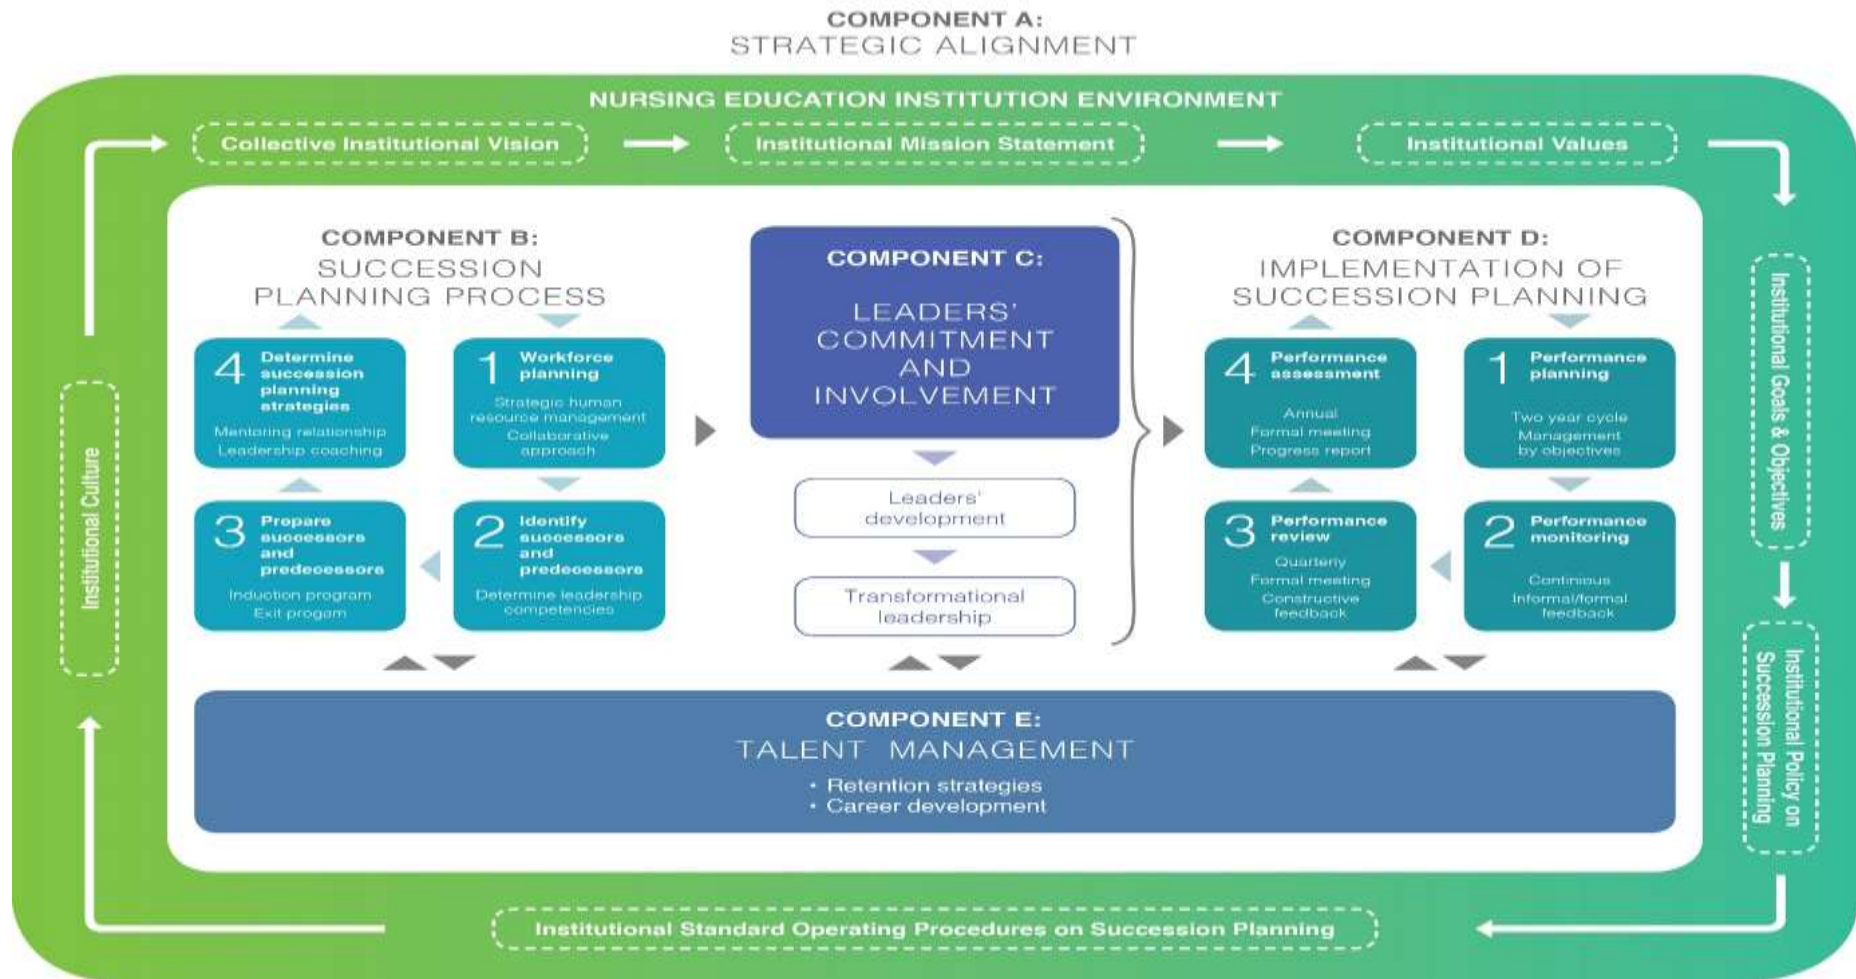 COMPONENT A:
STRATEGIC ALIGNMENT
NURSING EDUCATION INSTITUTION ENVIRONMENT
Collective Institutional Vision
Institutional Mission Statement
Institutional Values
Institutional Goals & Objectives
Institutional Policy on
Succession Planning
Institutional Standard Operating Procedures on Succession Planning
Institutional Culture
COMPONENT B:
SUCCESSION
PLANNING PROCESS
4
Determine
succession
planning
strategies
Mentoring relationship
Leadership coaching
1
Workforce
planning
Strategic human
resource management
Collaborative
approach
3
Prepare
successors
and
predecessors
Induction program
Exit progam
2
Identify
successors
and
predecessors
Determine leadership
competencies
COMPONENT C:
LEADERS'
COMMITMENT
AND
INVOLVEMENT
Leaders'
development
Transformational
leadership
COMPONENT D:
IMPLEMENTATION OF
SUCCESSION PLANNING
4
Performance
assessment
Annual
Formal meeting
Progress report
1
Performance
planning
Two year cycle
Management
by objectives
3
Performance
review
Quarterly
Formal meeting
Constructive
feedback
2
Performance
monitoring
Continious
Informal/formal
feedback
COMPONENT E:
TALENT MANAGEMENT
• Retention strategies
• Career development